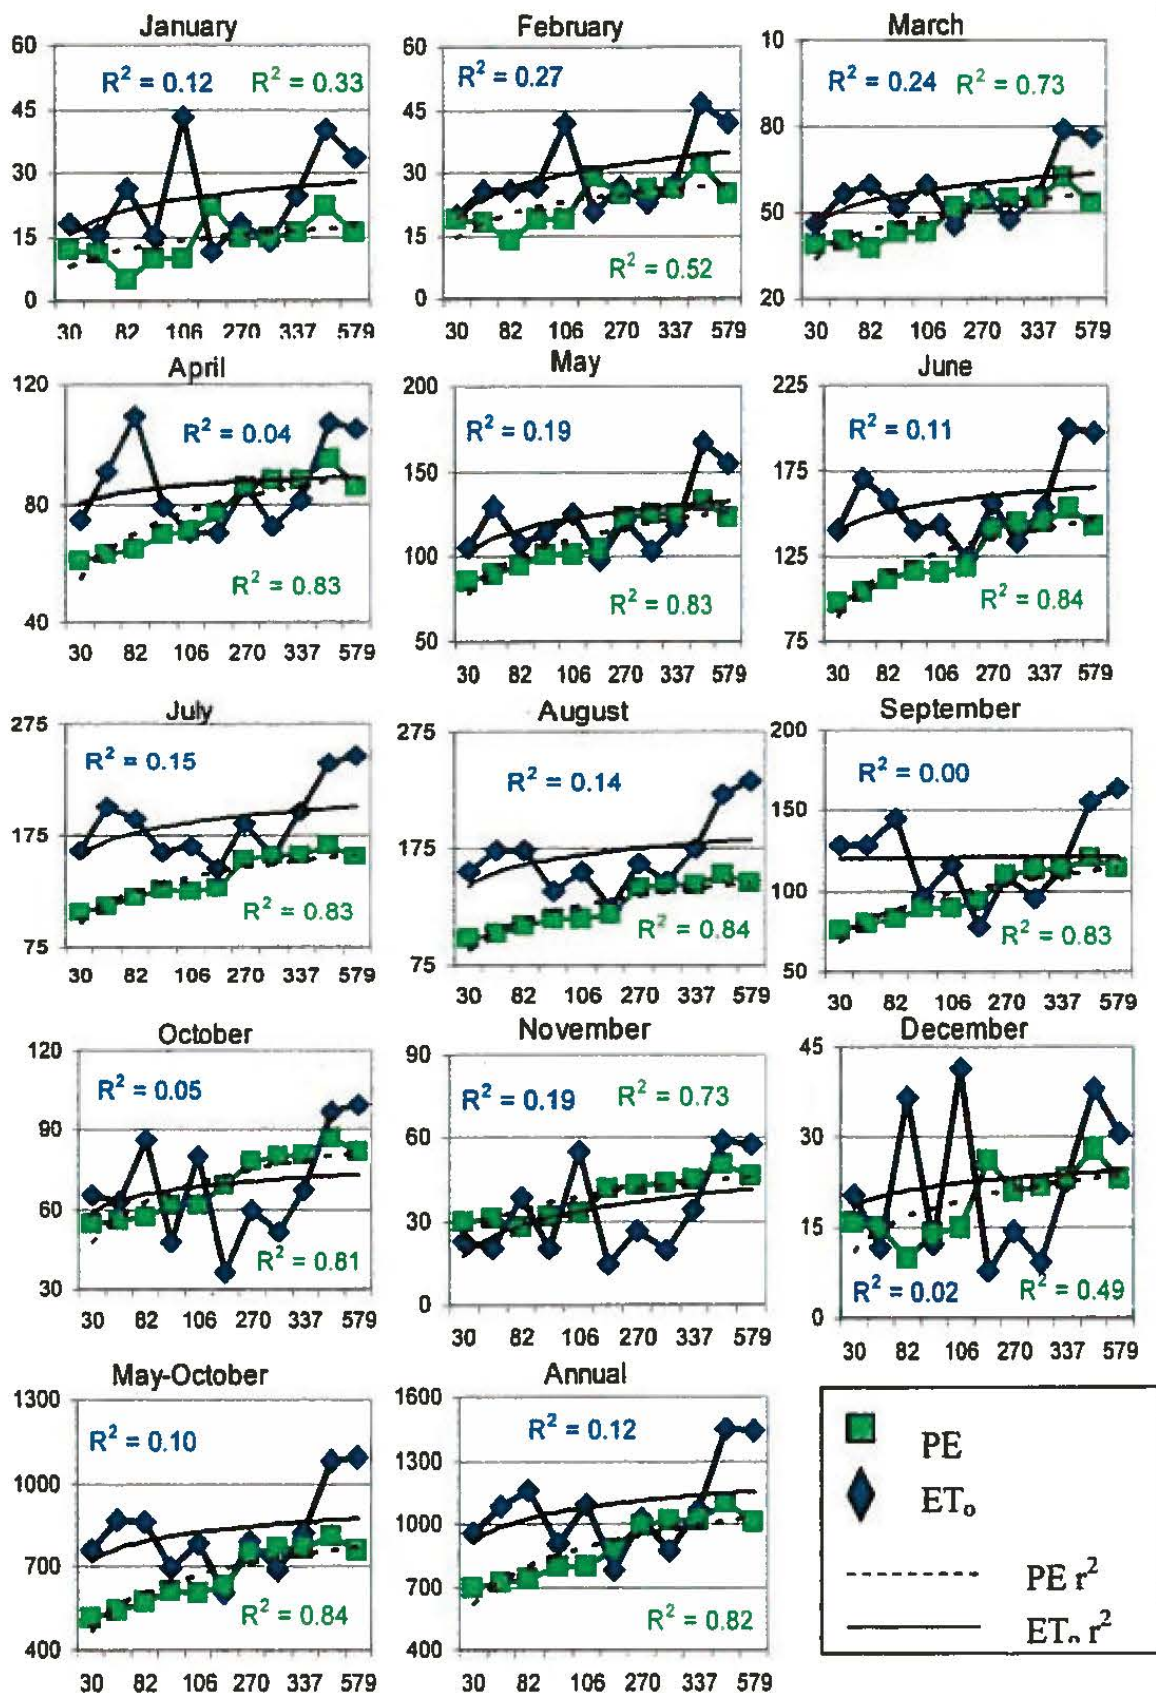 January
60
45
30
15
0
R² = 0.12 R² = 0.33
30 82 106 270 337 579
February
60
45
30
15
0
R² = 0.27
R² = 0.52
30 82 106 270 337 579
March
10
80
50
20
R² = 0.24 R² = 0.73
30 82 106 270 337 579
April
120
80
40
R² = 0.04
R² = 0.83
30 82 106 270 337 579
May
200
150
100
50
R² = 0.19
R² = 0.83
30 82 106 270 337 579
June
225
175
125
75
R² = 0.11
R² = 0.84
30 82 106 270 337 579
July
275
175
75
R² = 0.15
R² = 0.83
30 82 106 270 337 579
August
275
175
75
R² = 0.14
R² = 0.84
30 82 106 270 337 579
September
200
150
100
50
R² = 0.00
R² = 0.83
30 82 106 270 337 579
October
120
90
60
30
R² = 0.05
R² = 0.81
30 82 106 270 337 579
November
90
60
30
0
R² = 0.19 R² = 0.73
30 82 106 270 337 579
December
45
30
15
0
R² = 0.02 R² = 0.49
30 82 106 270 337 579
May-October
1300
1000
700
400
R² = 0.10
R² = 0.84
30 82 106 270 337 579
Annual
1600
1300
1000
700
400
R² = 0.12
R² = 0.82
30 82 106 270 337 579
PE
ETₒ
PE r²
ETₒ r²